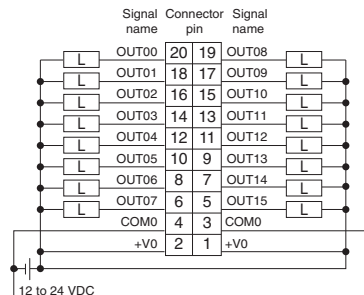 Signal name Connector pin Signal name
L OUT00 20 19 OUT08 L
L OUT01 18 17 OUT09 L
L OUT02 16 15 OUT10 L
L OUT03 14 13 OUT11 L
L OUT04 12 11 OUT12 L
L OUT05 10 9 OUT13 L
L OUT06 8 7 OUT14 L
L OUT07 6 5 OUT15 L
COM0 4 3 COM0
+V0 2 1 +V0
12 to 24 VDC